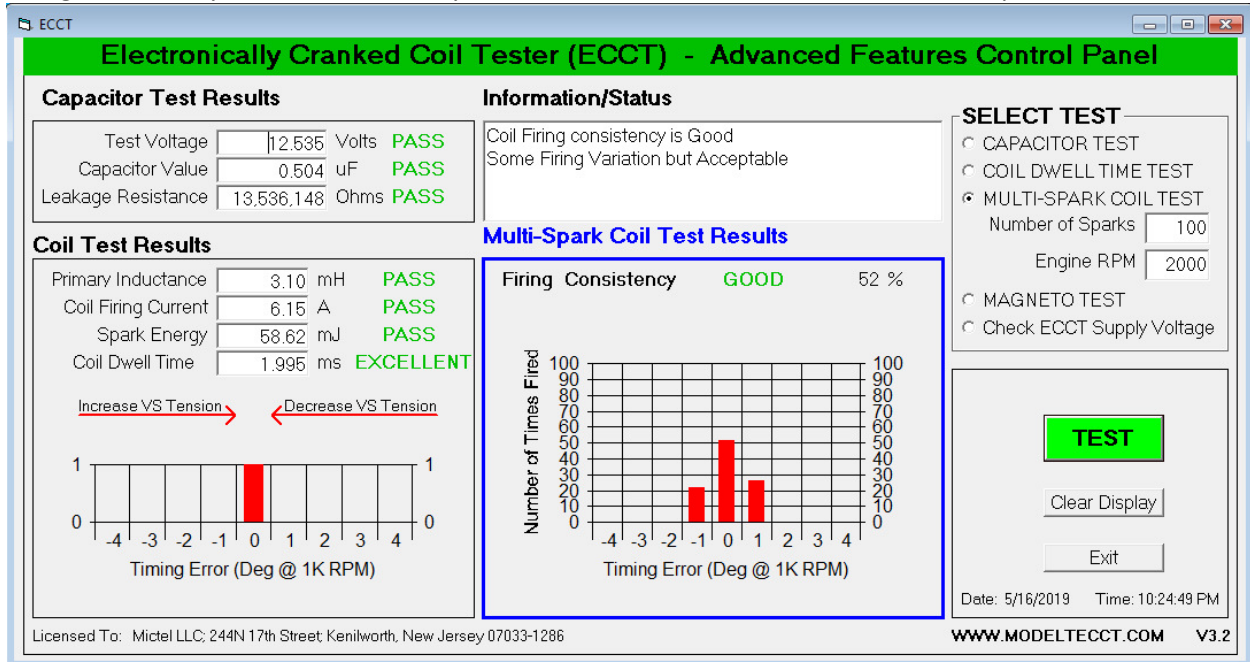 ECCT
Electronically Cranked Coil Tester (ECCT) - Advanced Features Control Panel
Capacitor Test Results
Test Voltage 12.535 Volts PASS
Capacitor Value 0.504 uF PASS
Leakage Resistance 13,536,148 Ohms PASS
Information/Status
Coil Firing consistency is Good
Some Firing Variation but Acceptable
SELECT TEST
CAPACITOR TEST
COIL DWELL TIME TEST
MULTI-SPARK COIL TEST
Number of Sparks 100
Engine RPM 2000
MAGNETO TEST
Check ECCT Supply Voltage
Coil Test Results
Primary Inductance 3.10 mH PASS
Coil Firing Current 6.15 A PASS
Spark Energy 58.62 mJ PASS
Coil Dwell Time 1.995 ms EXCELLENT
Increase VS Tension Decrease VS Tension
1 1
0 0
-4 -3 -2 -1 0 1 2 3 4
Timing Error (Deg @ 1K RPM)
Multi-Spark Coil Test Results
Firing Consistency GOOD 52 %
Number of Times Fired
100 100
90 90
80 80
70 70
60 60
50 50
40 40
30 30
20 20
10 10
0 0
-4 -3 -2 -1 0 1 2 3 4
Timing Error (Deg @ 1K RPM)
TEST
Clear Display
Exit
Date: 5/16/2019 Time: 10:24:49 PM
Licensed To: Mictel LLC; 244N 17th Street; Kenilworth, New Jersey 07033-1286
WWW.MODELTECCT.COM V3.2